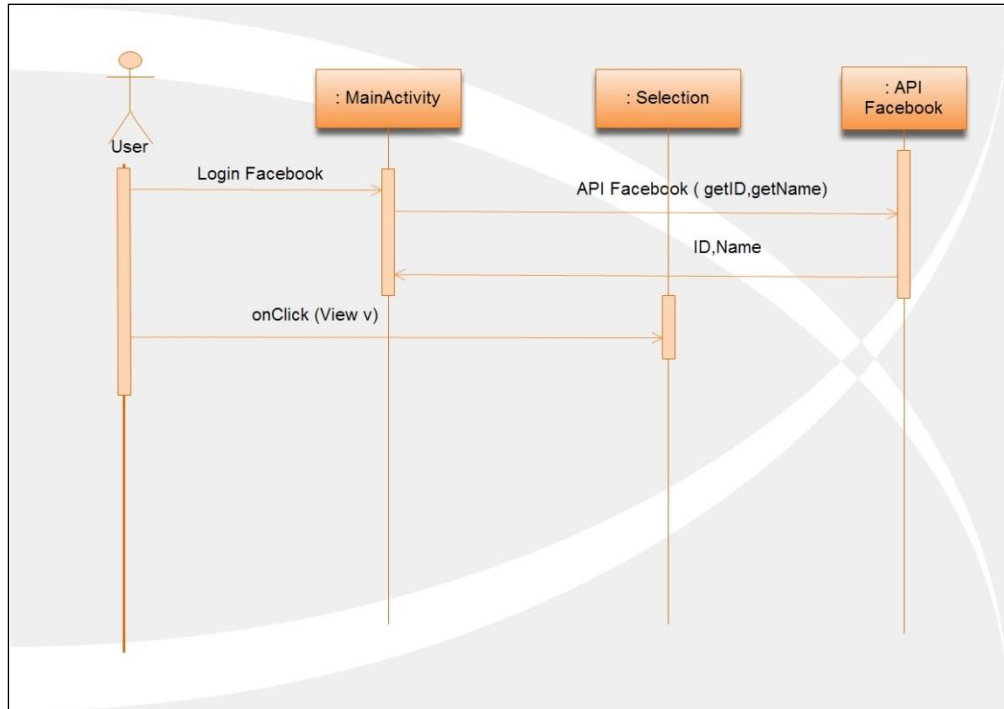 : MainActivity
: Selection
: API
Facebook
User
Login Facebook
API Facebook ( getID,getName)
ID,Name
onClick (View v)